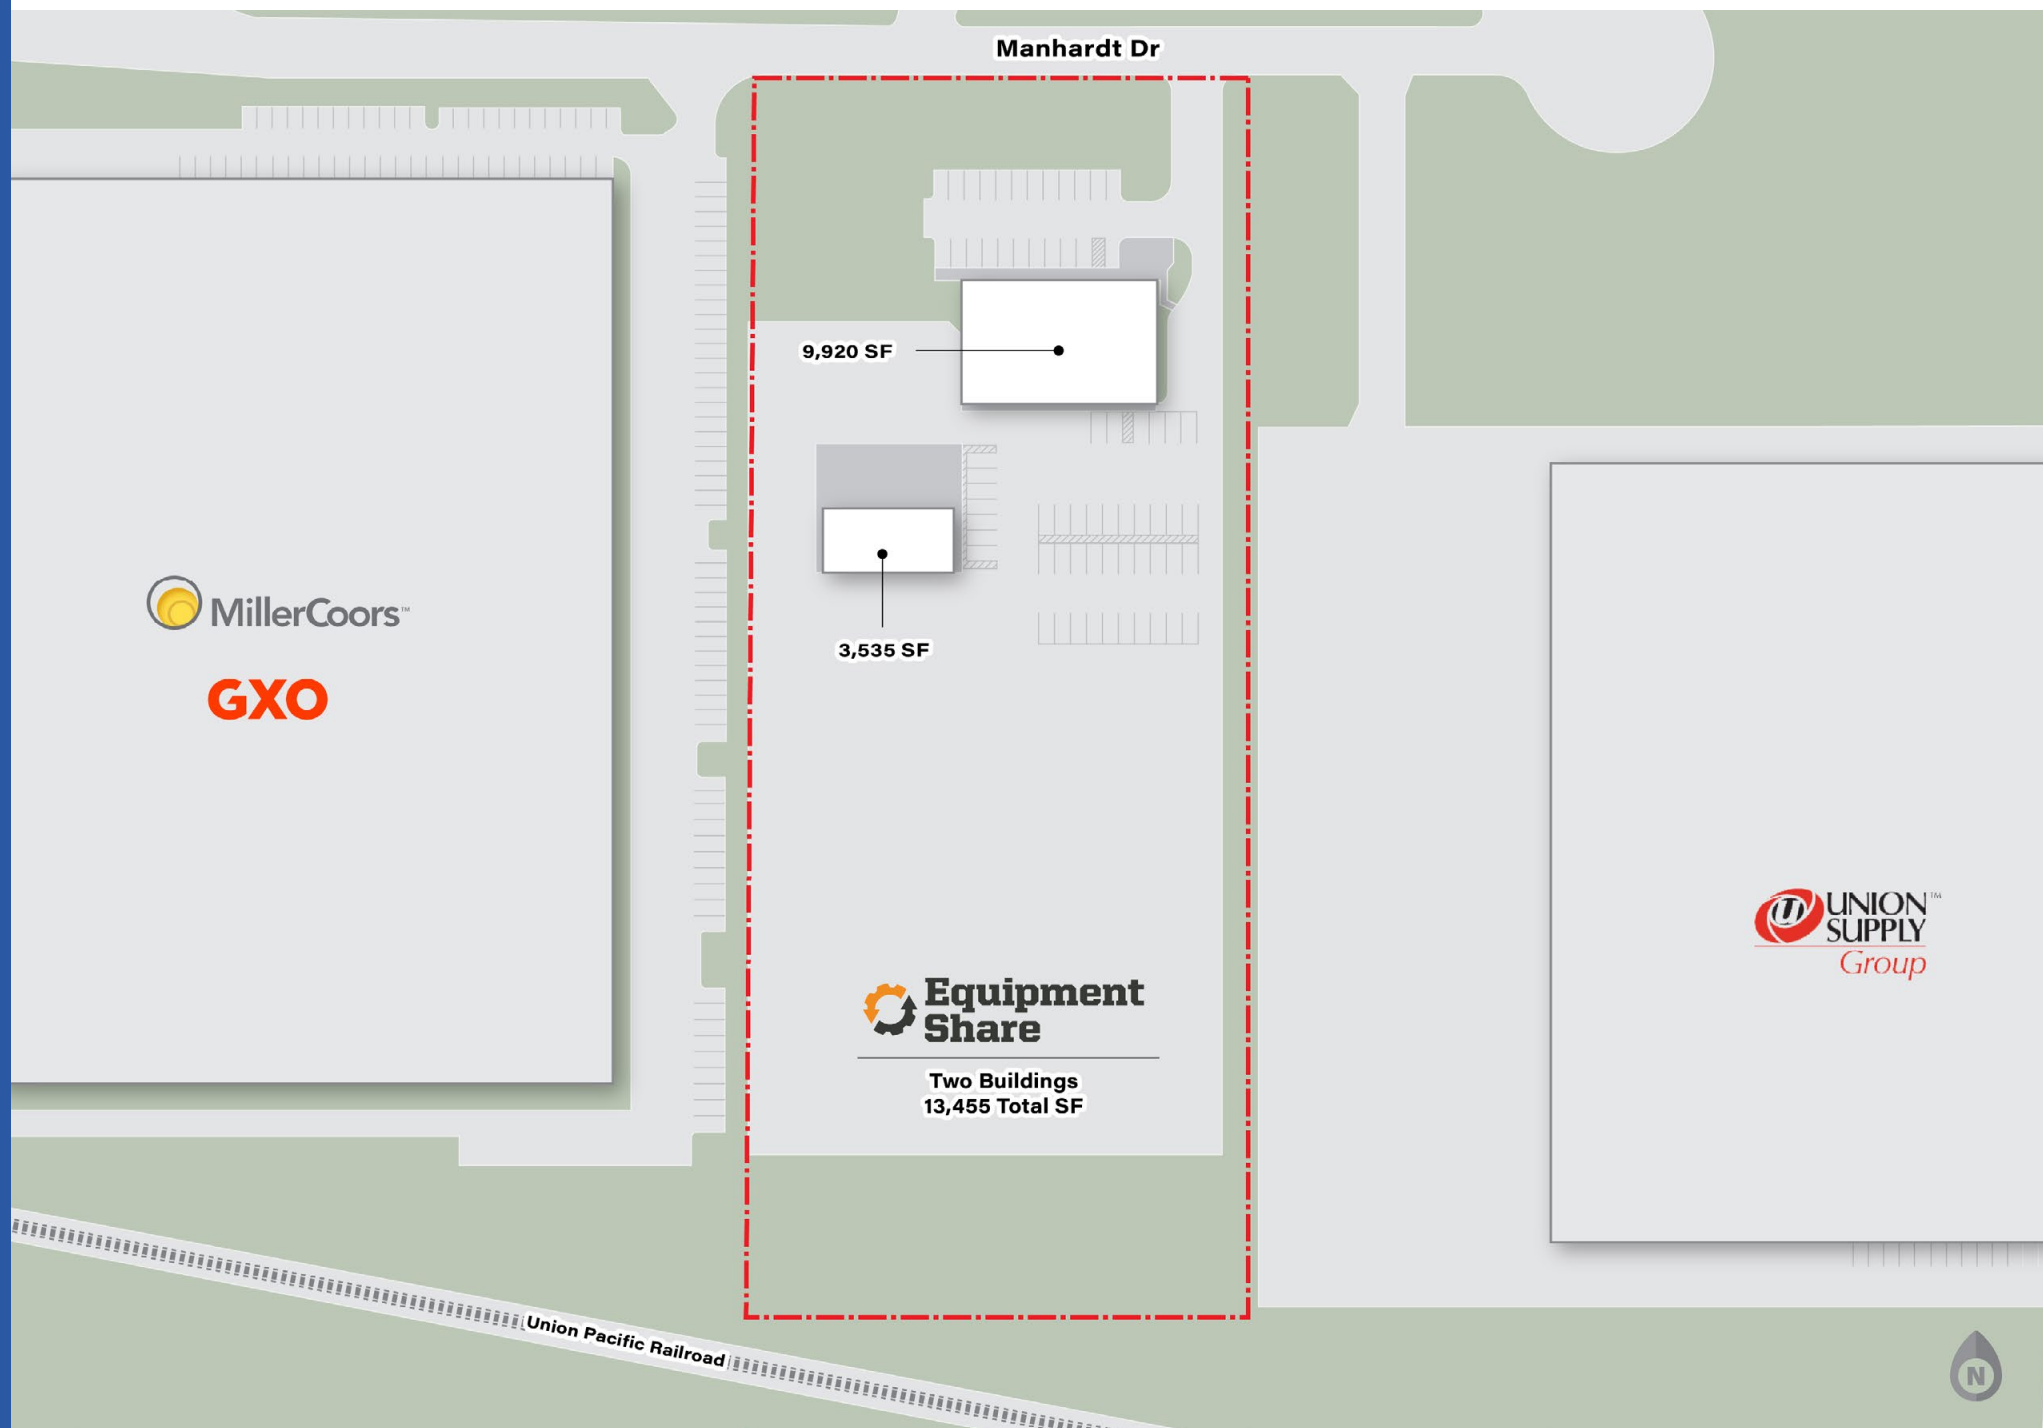 Manhardt Dr
9,920 SF
3,535 SF
MillerCoors™
GXO
UNION™
SUPPLY
Group
Equipment
Share
Two Buildings
13,455 Total SF
Union Pacific Railroad
N